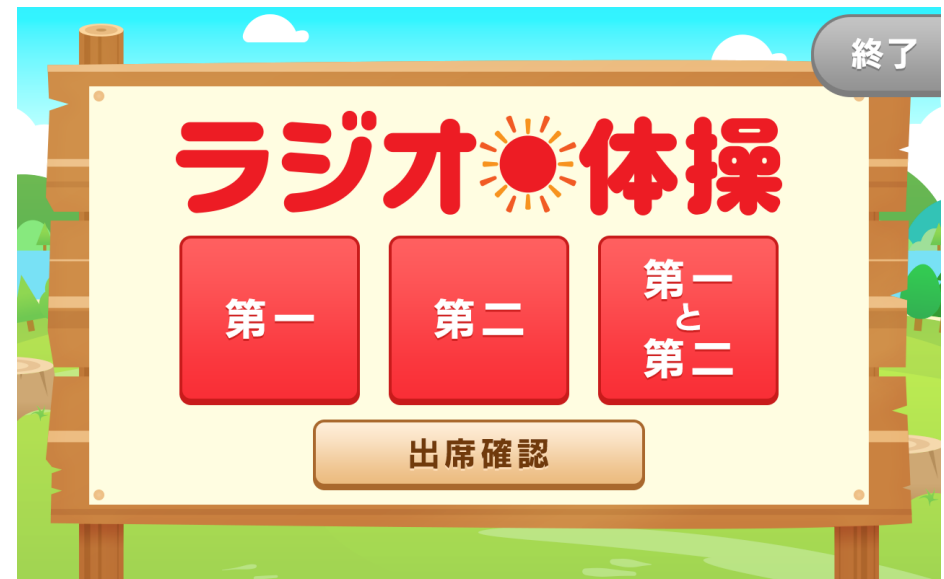 終了
ラジオ体操
第一
第二
第一
と
第二
出席確認